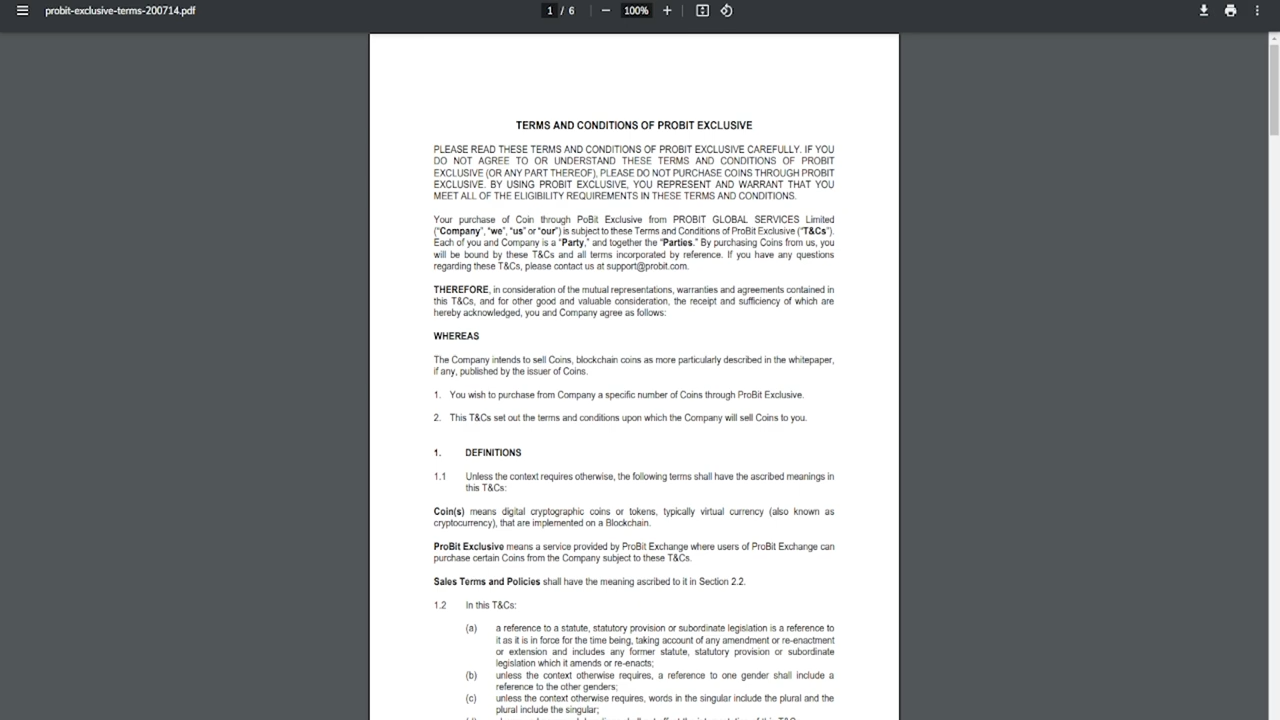 probit-exclusive-terms-200714.pdf
1 / 6
100%
TERMS AND CONDITIONS OF PROBIT EXCLUSIVE
PLEASE READ THESE TERMS AND CONDITIONS OF PROBIT EXCLUSIVE CAREFULLY. IF YOU
DO NOT AGREE TO OR UNDERSTAND THESE TERMS AND CONDITIONS OF PROBIT
EXCLUSIVE (OR ANY PART THEREOF), PLEASE DO NOT PURCHASE COINS THROUGH PROBIT
EXCLUSIVE. BY USING PROBIT EXCLUSIVE, YOU REPRESENT AND WARRANT THAT YOU
MEET ALL OF THE ELIGIBILITY REQUIREMENTS IN THESE TERMS AND CONDITIONS.
Your purchase of Coin through PoBit Exclusive from PROBIT GLOBAL SERVICES Limited
(“Company”, “we”, “us” or “our”) is subject to these Terms and Conditions of ProBit Exclusive (“T&Cs”).
Each of you and Company is a “Party,” and together the “Parties.” By purchasing Coins from us, you
will be bound by these T&Cs and all terms incorporated by reference. If you have any questions
regarding these T&Cs, please contact us at support@probit.com.
THEREFORE, in consideration of the mutual representations, warranties and agreements contained in
this T&Cs, and for other good and valuable consideration, the receipt and sufficiency of which are
hereby acknowledged, you and Company agree as follows:
WHEREAS
The Company intends to sell Coins, blockchain coins as more particularly described in the whitepaper,
if any, published by the issuer of Coins.
1. You wish to purchase from Company a specific number of Coins through ProBit Exclusive.
2. This T&Cs set out the terms and conditions upon which the Company will sell Coins to you.
1. DEFINITIONS
1.1 Unless the context requires otherwise, the following terms shall have the ascribed meanings in
this T&Cs:
Coin(s) means digital cryptographic coins or tokens, typically virtual currency (also known as
cryptocurrency), that are implemented on a Blockchain.
ProBit Exclusive means a service provided by ProBit Exchange where users of ProBit Exchange can
purchase certain Coins from the Company subject to these T&Cs.
Sales Terms and Policies shall have the meaning ascribed to it in Section 2.2.
1.2 In this T&Cs:
(a) a reference to a statute, statutory provision or subordinate legislation is a reference to
it as it is in force for the time being, taking account of any amendment or re-enactment
or extension and includes any former statute, statutory provision or subordinate
legislation which it amends or re-enacts;
(b) unless the context otherwise requires, a reference to one gender shall include a
reference to the other genders;
(c) unless the context otherwise requires, words in the singular include the plural and the
plural include the singular;